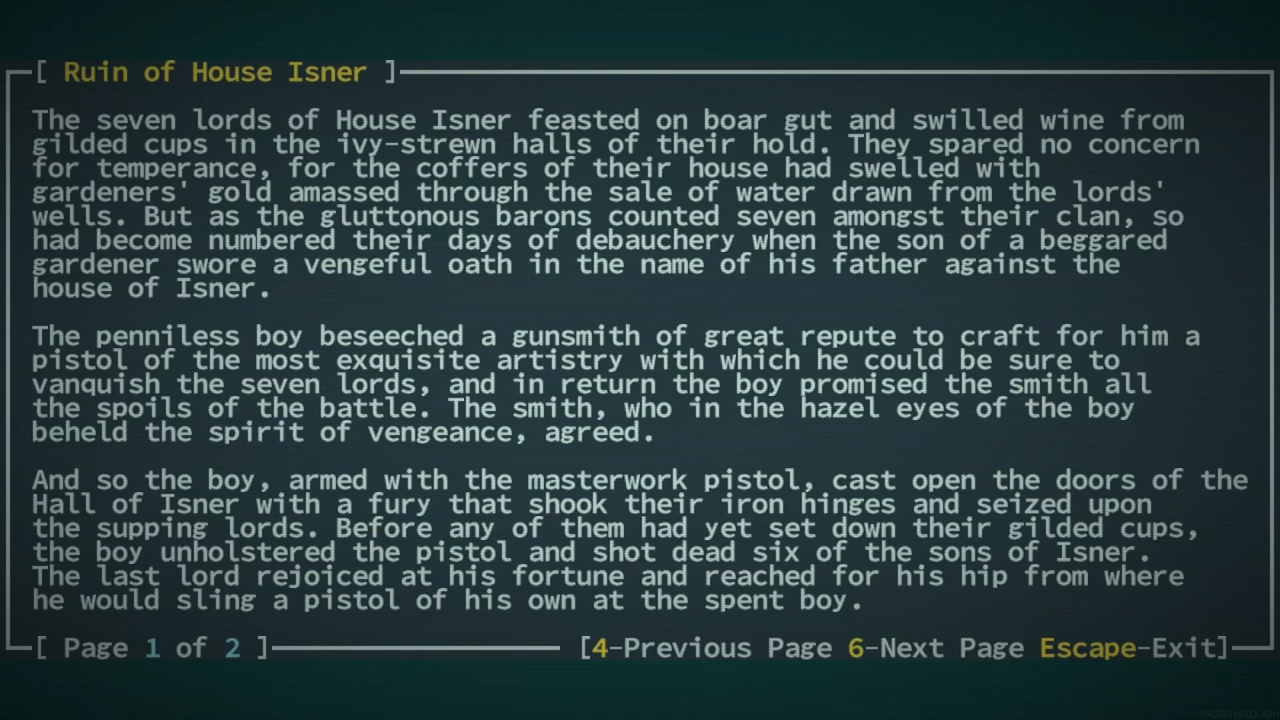 [ Ruin of House Isner ]
The seven lords of House Isner feasted on boar gut and swilled wine from
gilded cups in the ivy-strewn halls of their hold. They spared no concern
for temperance, for the coffers of their house had swelled with
gardeners' gold amassed through the sale of water drawn from the lords'
wells. But as the gluttonous barons counted seven amongst their clan, so
had become numbered their days of debauchery when the son of a beggared
gardener swore a vengeful oath in the name of his father against the
house of Isner.
The penniless boy beseeched a gunsmith of great repute to craft for him a
pistol of the most exquisite artistry with which he could be sure to
vanquish the seven lords, and in return the boy promised the smith all
the spoils of the battle. The smith, who in the hazel eyes of the boy
beheld the spirit of vengeance, agreed.
And so the boy, armed with the masterwork pistol, cast open the doors of the
Hall of Isner with a fury that shook their iron hinges and seized upon
the supping lords. Before any of them had yet set down their gilded cups,
the boy unholstered the pistol and shot dead six of the sons of Isner.
The last lord rejoiced at his fortune and reached for his hip from where
he would sling a pistol of his own at the spent boy.
[ Page 1 of 2 ] [4-Previous Page 6-Next Page Escape-Exit]